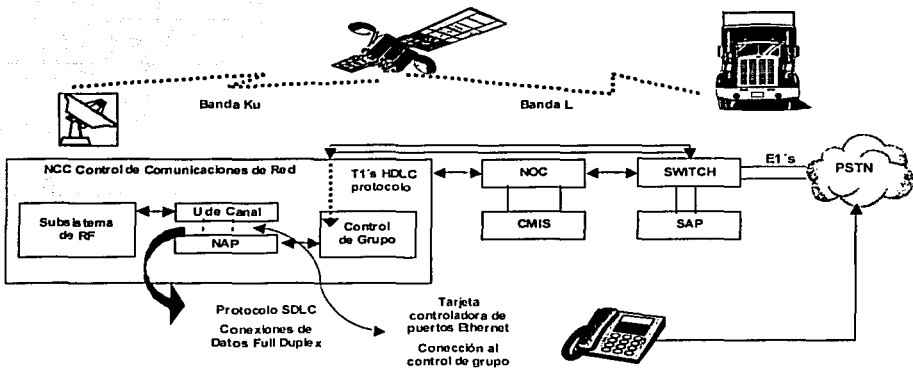 Banda Ku
Banda L
NCC Control de Comunicaciones de Red
T1´s HDLC
protocolo
NOC
SWITCH
E1´s
PSTN
Subsistema
de RF
U de Canal
NAP
Control
de Grupo
CMIS
SAP
Protocolo SDLC
Conexiones de
Datos Full Duplex
Tarjeta
controladora de
puertos Ethernet
Conección al
control de grupo